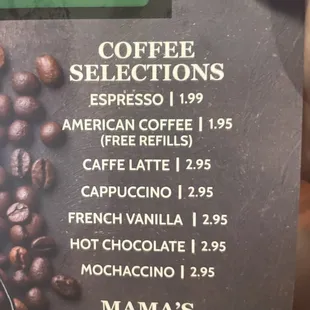 COFFEE
SELECTIONS
ESPRESSO | 1.99
AMERICAN COFFEE | 1.95
(FREE REFILLS)
CAFFE LATTE | 2.95
CAPPUCCINO | 2.95
FRENCH VANILLA | 2.95
HOT CHOCOLATE | 2.95
MOCHACCINO | 2.95
MAMA'S